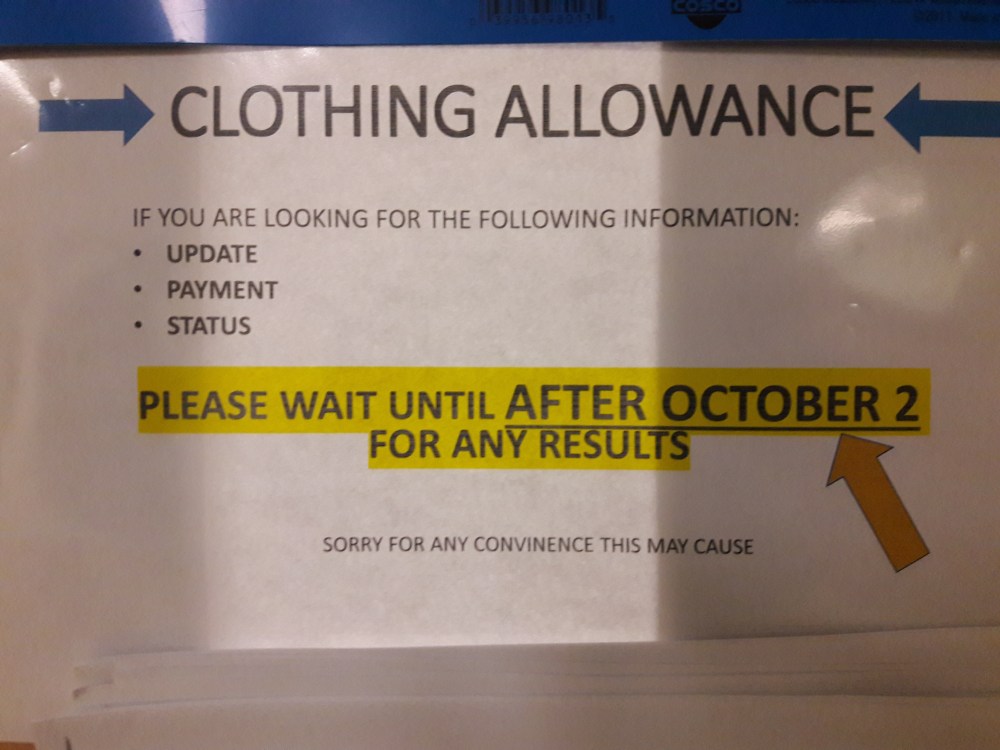 COSCO
CLOTHING ALLOWANCE
IF YOU ARE LOOKING FOR THE FOLLOWING INFORMATION:
• UPDATE
• PAYMENT
• STATUS
PLEASE WAIT UNTIL AFTER OCTOBER 2
FOR ANY RESULTS
SORRY FOR ANY CONVINENCE THIS MAY CAUSE